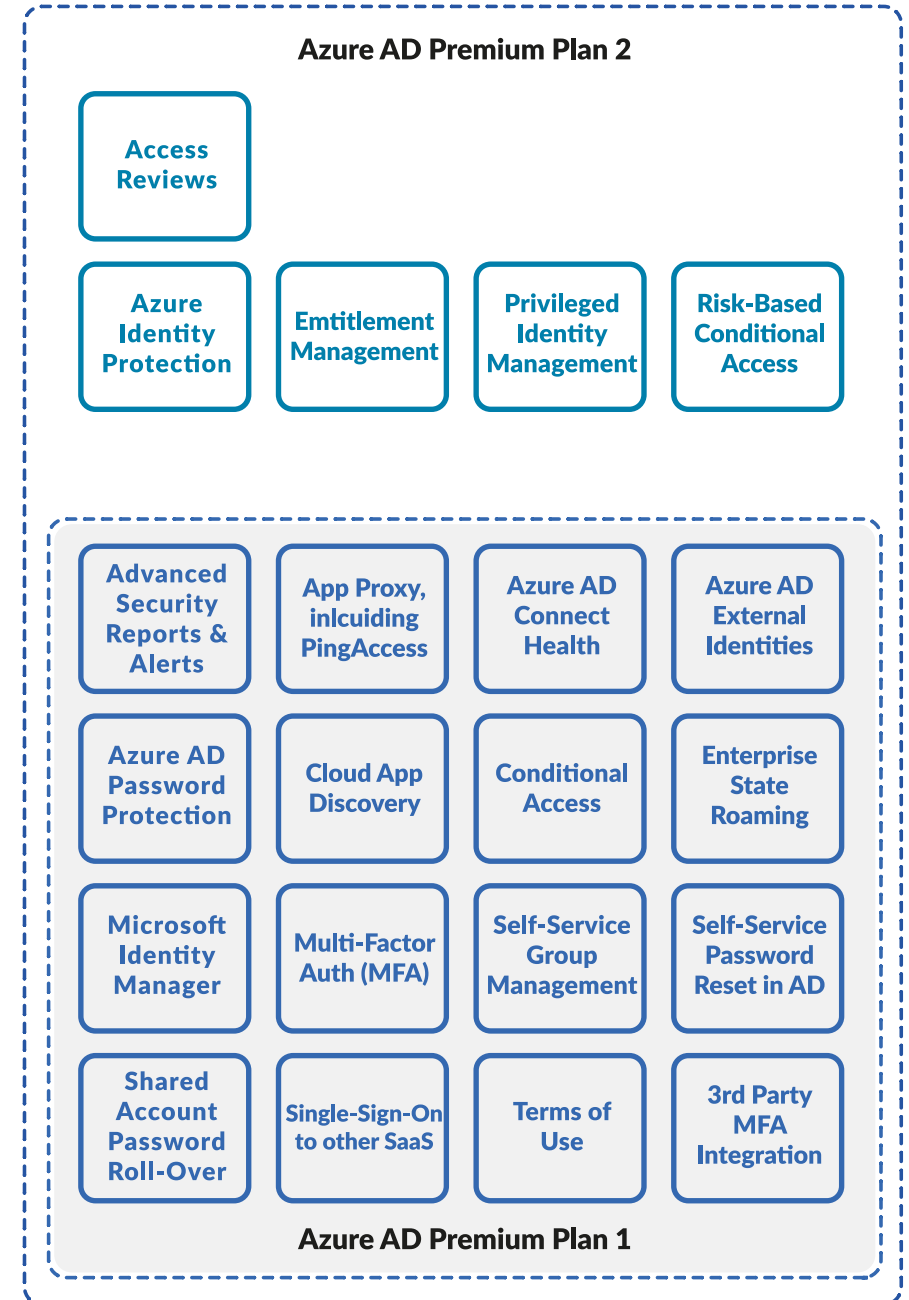 Azure AD Premium Plan 2
Access
Reviews
Azure
Identity
Protection
Emtitlement
Management
Privileged
Identity
Management
Risk-Based
Conditional
Access
Advanced
Security
Reports &
Alerts
App Proxy,
inlcuiding
PingAccess
Azure AD
Connect
Health
Azure AD
External
Identities
Azure AD
Password
Protection
Cloud App
Discovery
Conditional
Access
Enterprise
State
Roaming
Microsoft
Identity
Manager
Multi-Factor
Auth (MFA)
Self-Service
Group
Management
Self-Service
Password
Reset in AD
Shared
Account
Password
Roll-Over
Single-Sign-On
to other SaaS
Terms of
Use
3rd Party
MFA
Integration
Azure AD Premium Plan 1